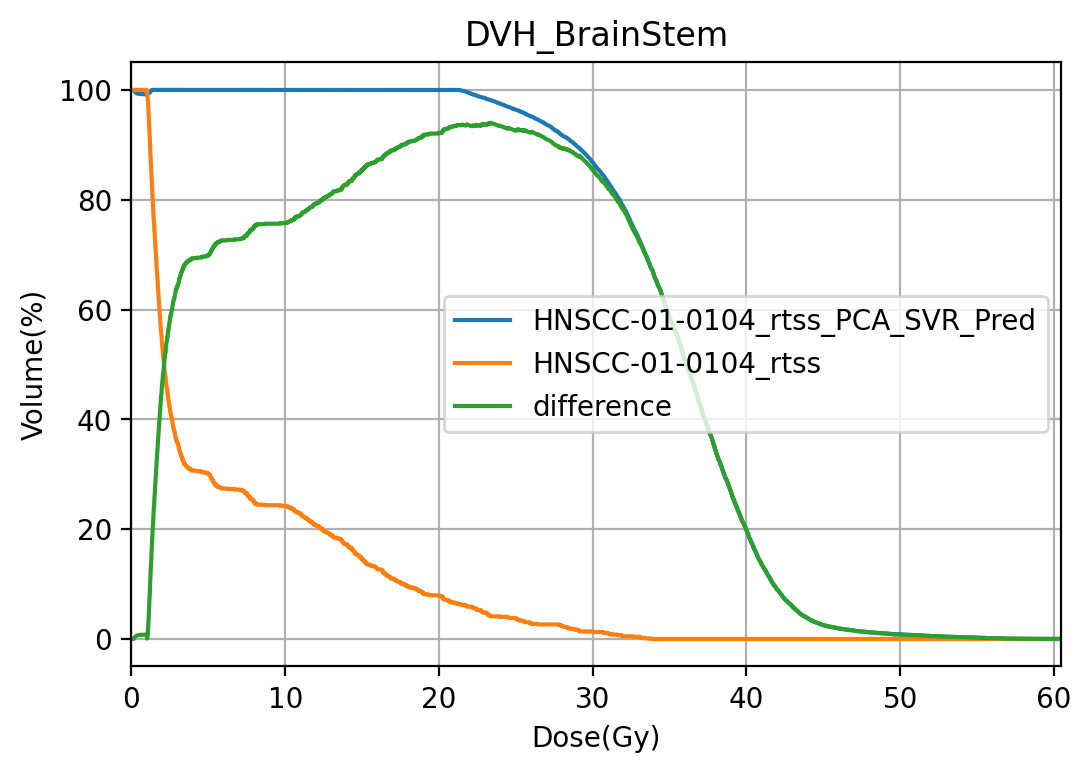 DVH_BrainStem
100
80
60
40
20
0
Volume(%)
HNSCC-01-0104_rtss_PCA_SVR_Pred
HNSCC-01-0104_rtss
difference
0 10 20 30 40 50 60
Dose(Gy)